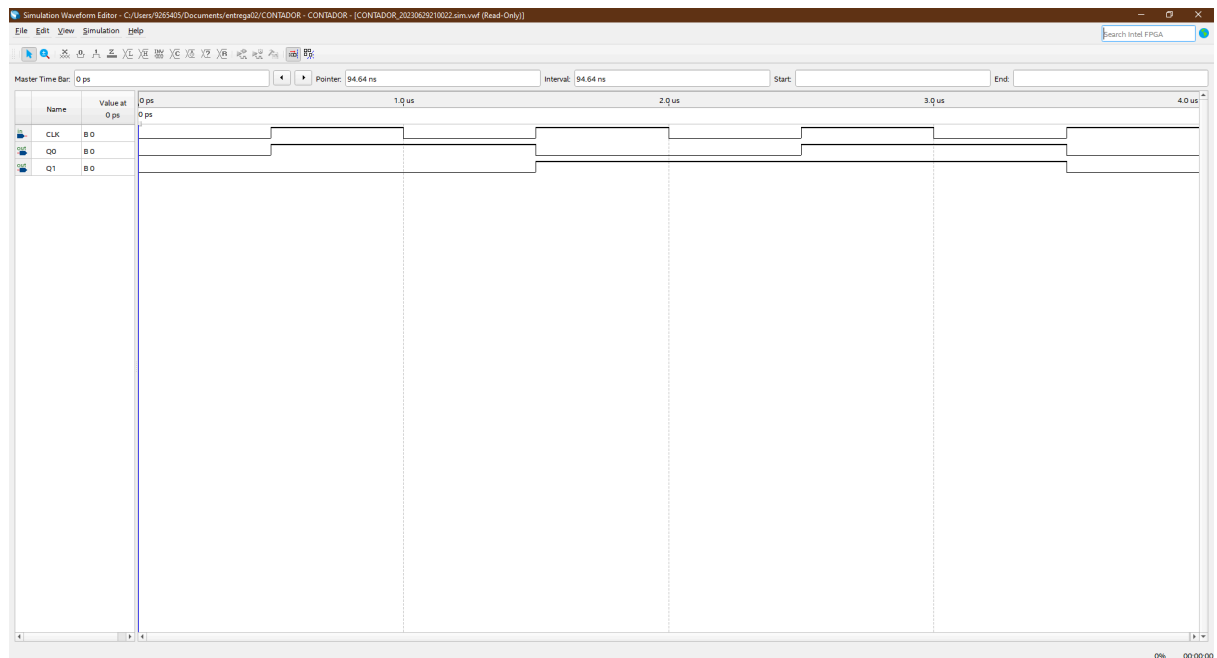 Simulation Waveform Editor - C:/Users/9265405/Documents/entrega02/CONTADOR - CONTADOR - [CONTADOR_20230629210022.sim.vwf (Read-Only)]
File Edit View Simulation Help
Search Intel FPGA
Master Time Bar: 0 ps
Pointer: 94.64 ns
Interval: 94.64 ns
Start:
End:
Name
Value at
0 ps
0 ps 1.0 us 2.0 us 3.0 us 4.0 us
0 ps
CLK B 0
Q0 B 0
Q1 B 0
0% 00:00:00